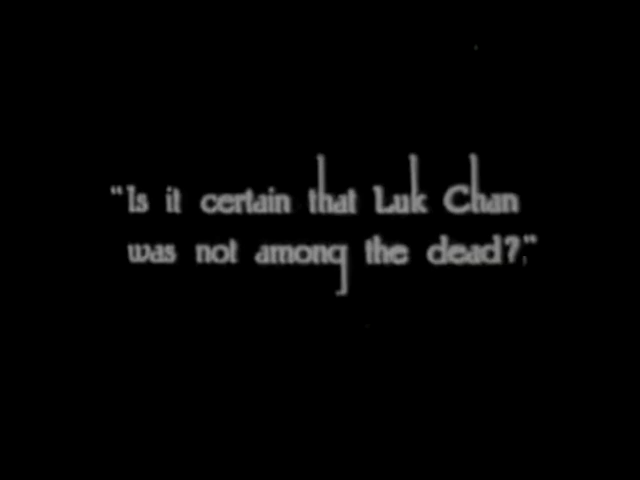 "Is it certain that Luk Chan
was not among the dead?,"